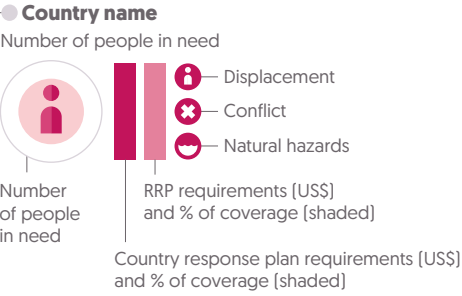 Country name
Number of people in need
Displacement
Conflict
Natural hazards
Number
of people
in need
RRP requirements (US$)
and % of coverage (shaded)
Country response plan requirements (US$)
and % of coverage (shaded)